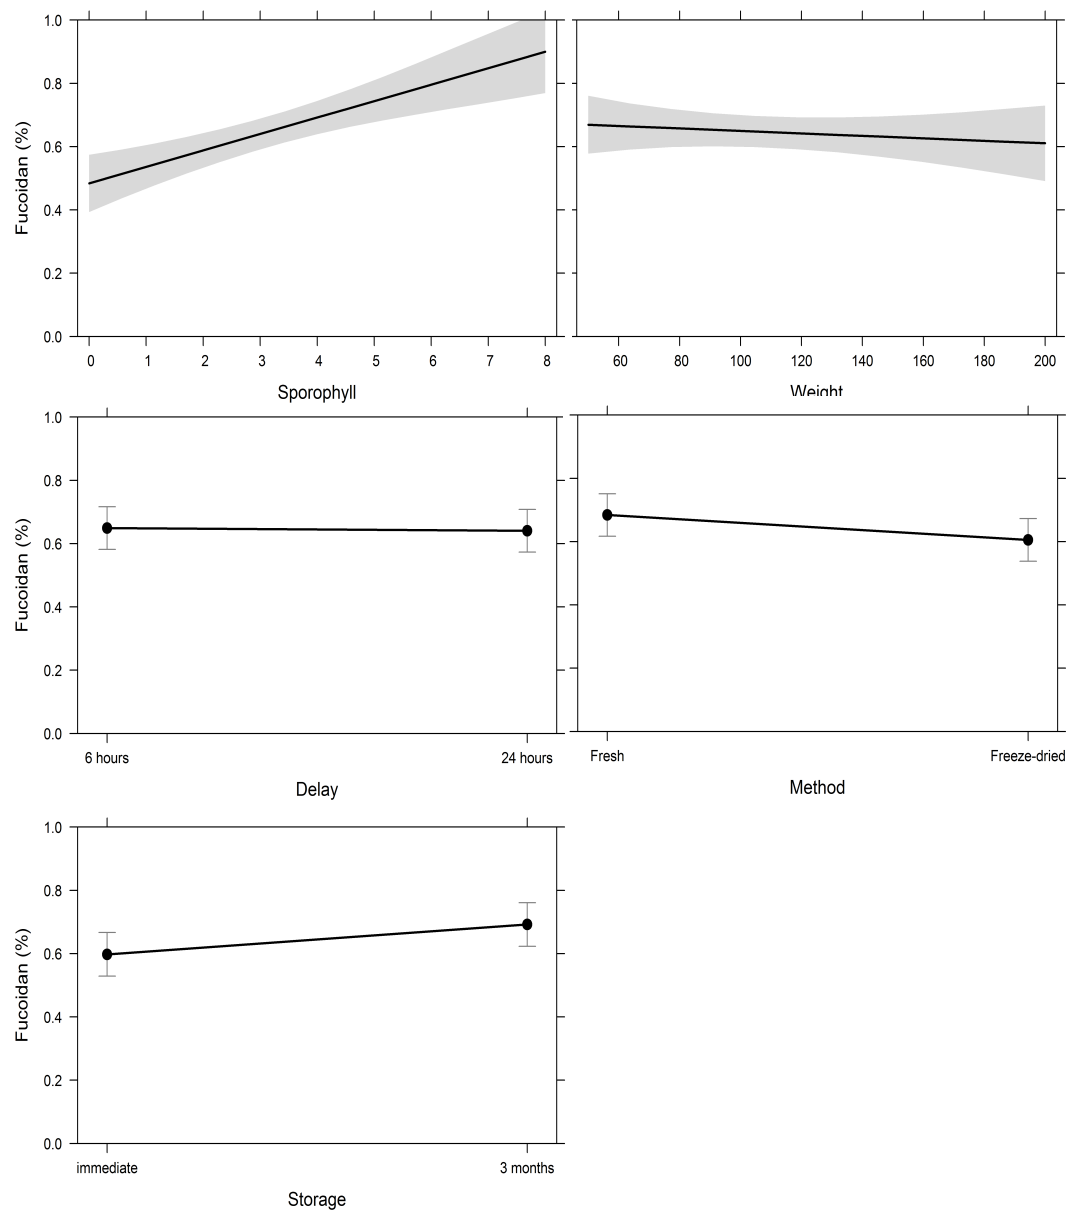 1.0
0.8
0.6
0.4
0.2
0.0
Fucoidan (%)
0 1 2 3 4 5 6 7 8
Sporophyll
60 80 100 120 140 160 180 200
Weight
1.0
0.8
0.6
0.4
0.2
0.0
Fucoidan (%)
6 hours 24 hours
Delay
Fresh Freeze-dried
Method
1.0
0.8
0.6
0.4
0.2
0.0
Fucoidan (%)
immediate 3 months
Storage